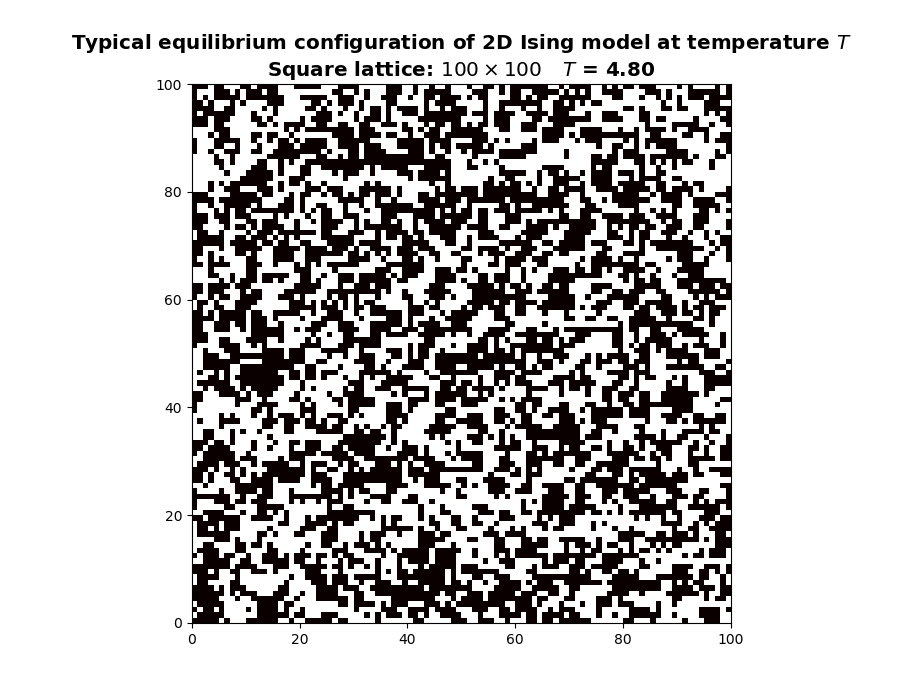 Typical equilibrium configuration of 2D Ising model at temperature T
Square lattice: 100 × 100 T = 4.80
100
80
60
40
20
0
0 20 40 60 80 100